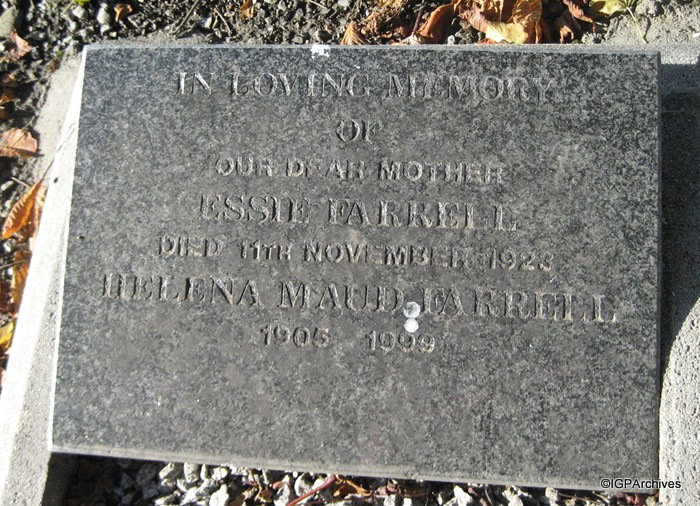 IN LOVING MEMORY
OF
OUR DEAR MOTHER
ESSIE FARRELL
DIED 11TH NOVEMBER 1923
HELENA MAUD FARRELL
1905 1999
©IGPArchives